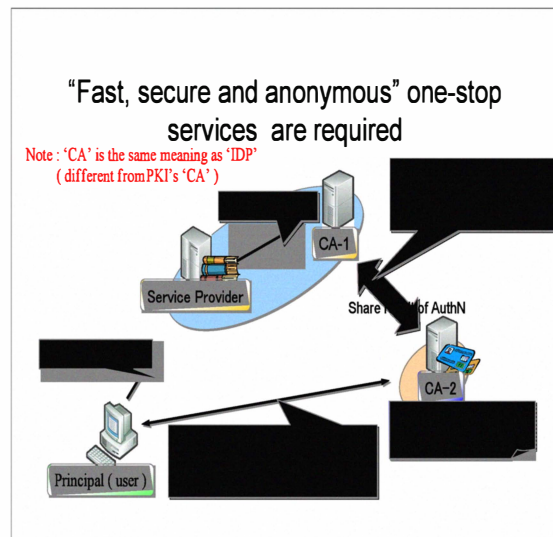 “Fast, secure and anonymous” one-stop
services are required
Note : ‘CA’ is the same meaning as ‘IDP’
( different from PKI’s ‘CA’ )
CA-1
Service Provider
Share of AuthN
CA-2
Principal ( user )